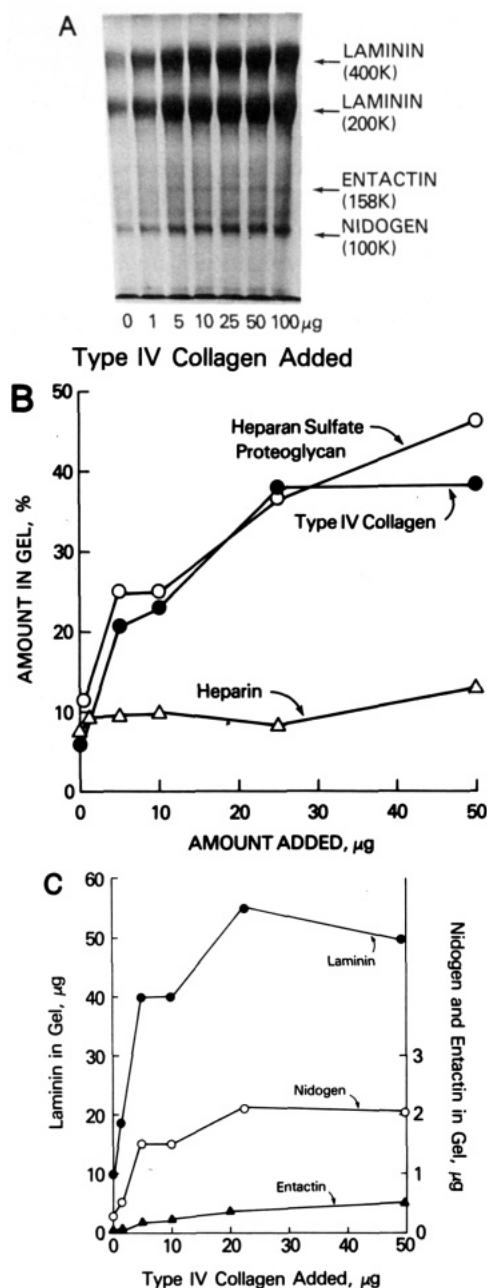 A
LAMININ
(400K)
LAMININ
(200K)
ENTACTIN
(158K)
NIDOGEN
(100K)
0 1 5 10 25 50 100 μg
Type IV Collagen Added
B
50
40
30
20
10
0
AMOUNT IN GEL, %
Heparan Sulfate
Proteoglycan
Type IV Collagen
Heparin
0 10 20 30 40 50
AMOUNT ADDED, μg
C
60
50
40
30
20
10
0
Laminin in Gel, μg
Laminin
Nidogen
Entactin
3
2
1
0
Nidogen and Entactin in Gel, μg
0 10 20 30 40 50
Type IV Collagen Added, μg